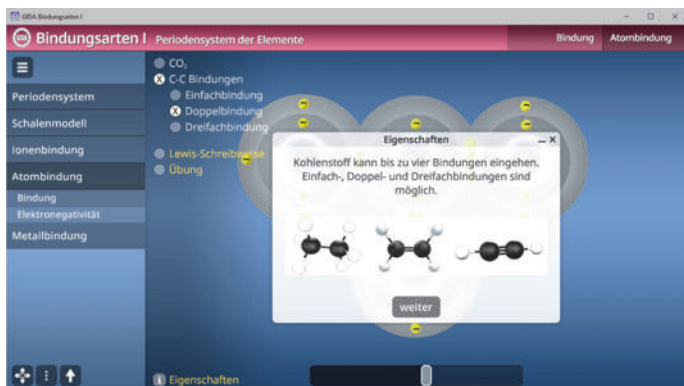 GIDA Bindungsarten I
GIDA Bindungsarten I Periodensystem der Elemente Bindung Atombindung
CO₂
X C-C Bindungen
Einfachbindung
X Doppelbindung
Dreifachbindung
Lewis-Schreibweise
Übung
Periodensystem
Schalenmodell
Ionenbindung
Atombindung
Bindung
Elektronegativität
Metallbindung
Eigenschaften
Kohlenstoff kann bis zu vier Bindungen eingehen.
Einfach-, Doppel- und Dreifachbindungen sind
möglich.
weiter
i Eigenschaften